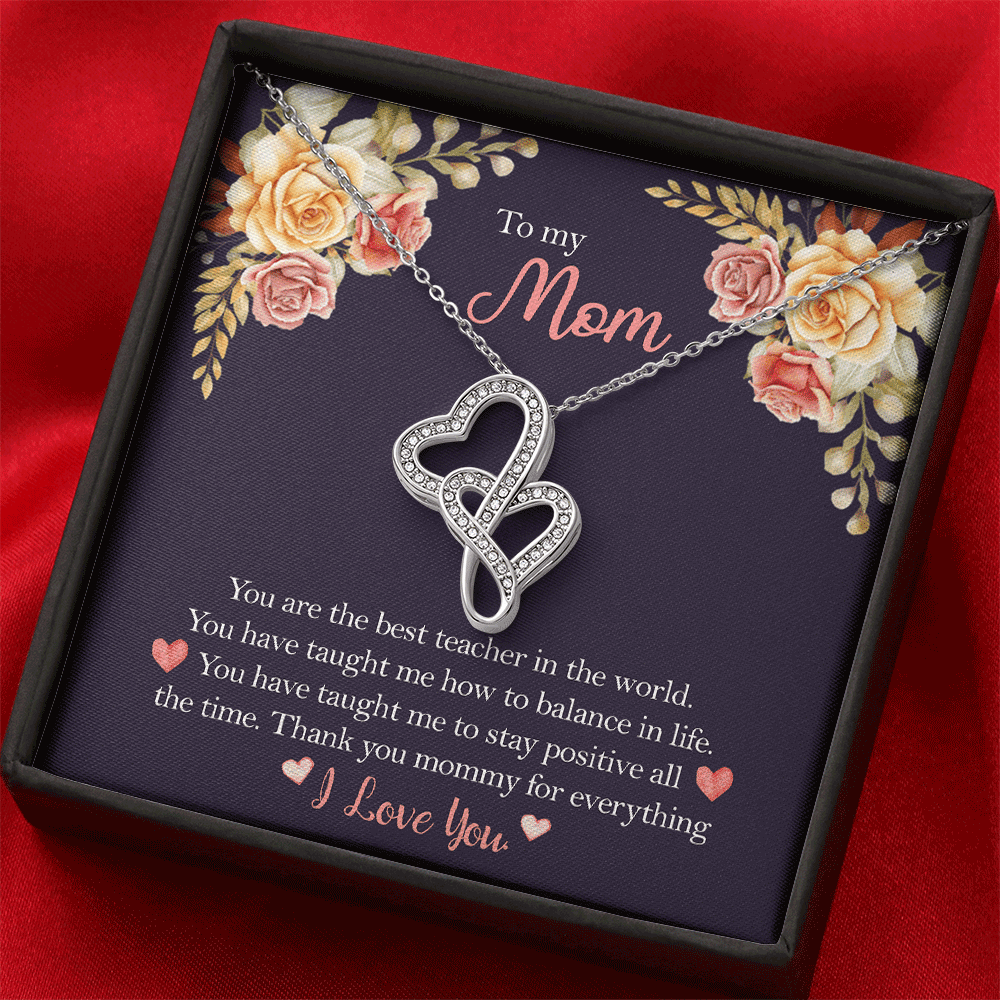 To my
Mom
You are the best teacher in the world.
You have taught me how to balance in life.
You have taught me to stay positive all
the time. Thank you mommy for everything
I Love You.